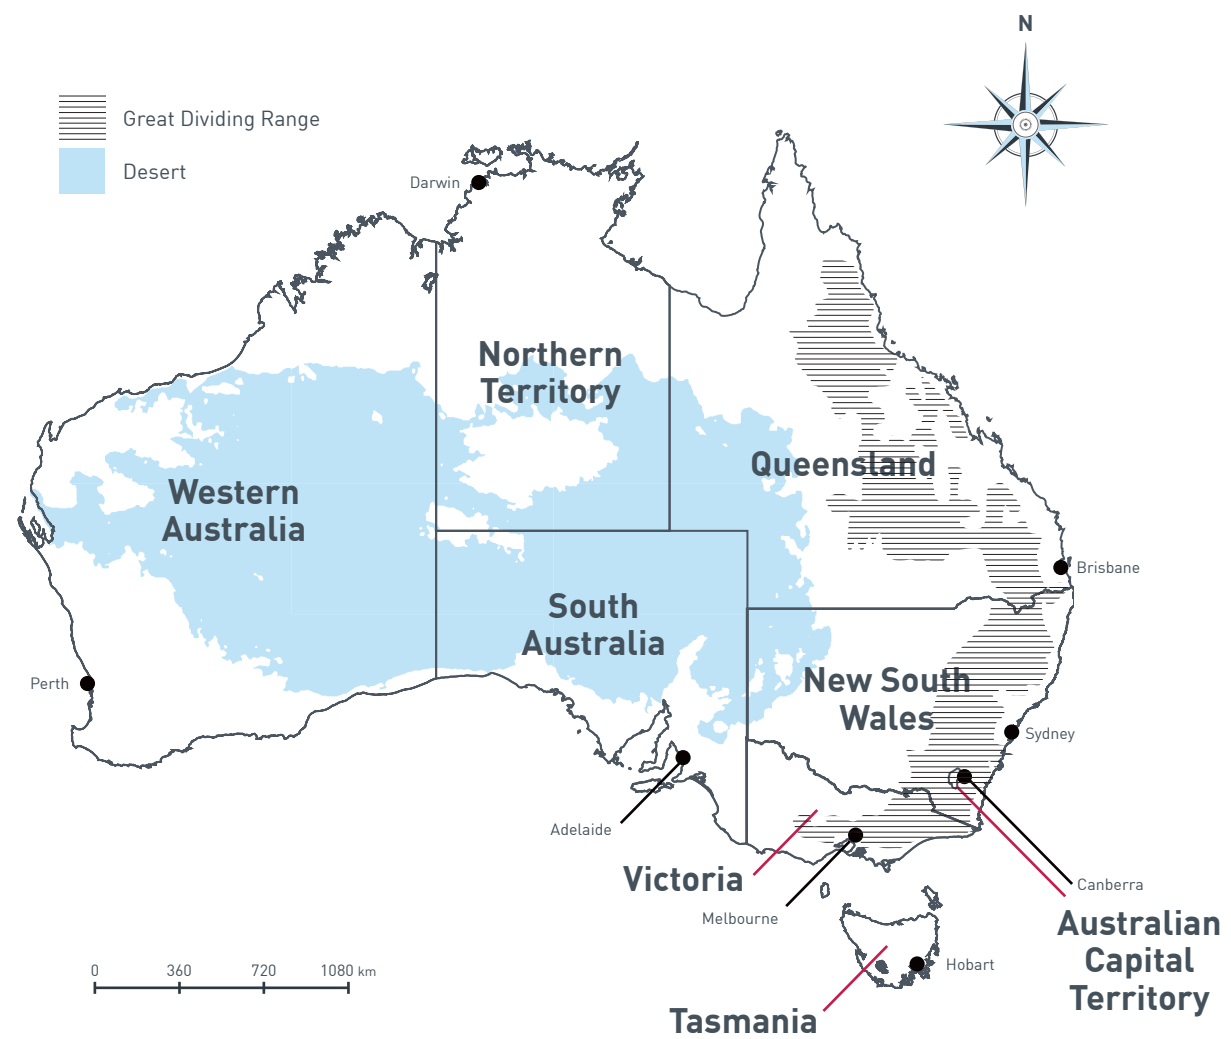 N
Great Dividing Range
Desert
Darwin
Northern
Territory
Queensland
Western
Australia
Brisbane
South
Australia
Perth
New South
Wales
Sydney
Adelaide
Victoria
Canberra
Melbourne
Australian
Capital
Territory
Hobart
0 360 720 1080 km
Tasmania